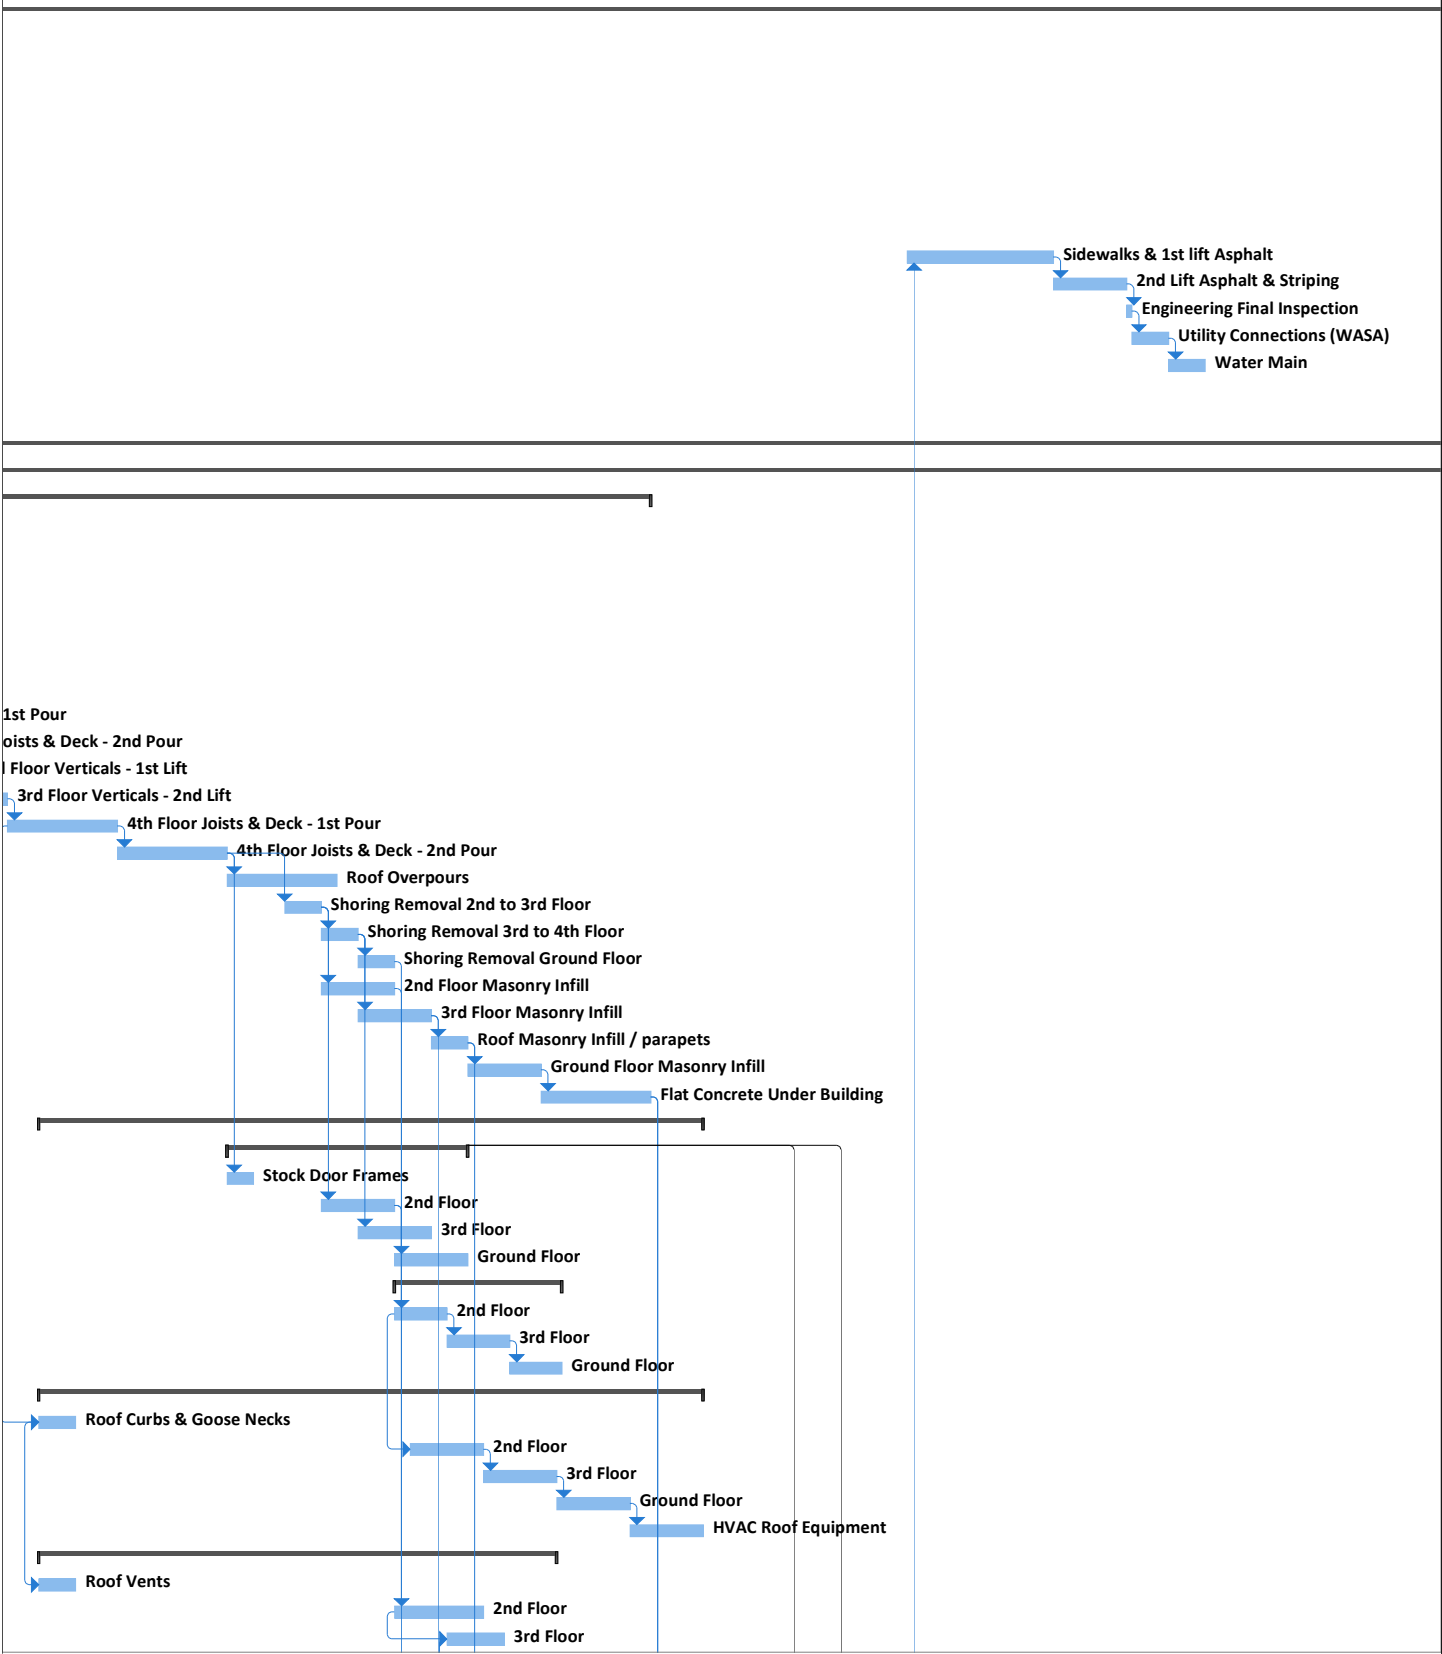 Sidewalks & 1st lift Asphalt
2nd Lift Asphalt & Striping
Engineering Final Inspection
Utility Connections (WASA)
Water Main
1st Pour
oists & Deck - 2nd Pour
Floor Verticals - 1st Lift
3rd Floor Verticals - 2nd Lift
4th Floor Joists & Deck - 1st Pour
4th Floor Joists & Deck - 2nd Pour
Roof Overpours
Shoring Removal 2nd to 3rd Floor
Shoring Removal 3rd to 4th Floor
Shoring Removal Ground Floor
2nd Floor Masonry Infill
3rd Floor Masonry Infill
Roof Masonry Infill / parapets
Ground Floor Masonry Infill
Flat Concrete Under Building
Stock Door Frames
2nd Floor
3rd Floor
Ground Floor
2nd Floor
3rd Floor
Ground Floor
Roof Curbs & Goose Necks
2nd Floor
3rd Floor
Ground Floor
HVAC Roof Equipment
Roof Vents
2nd Floor
3rd Floor